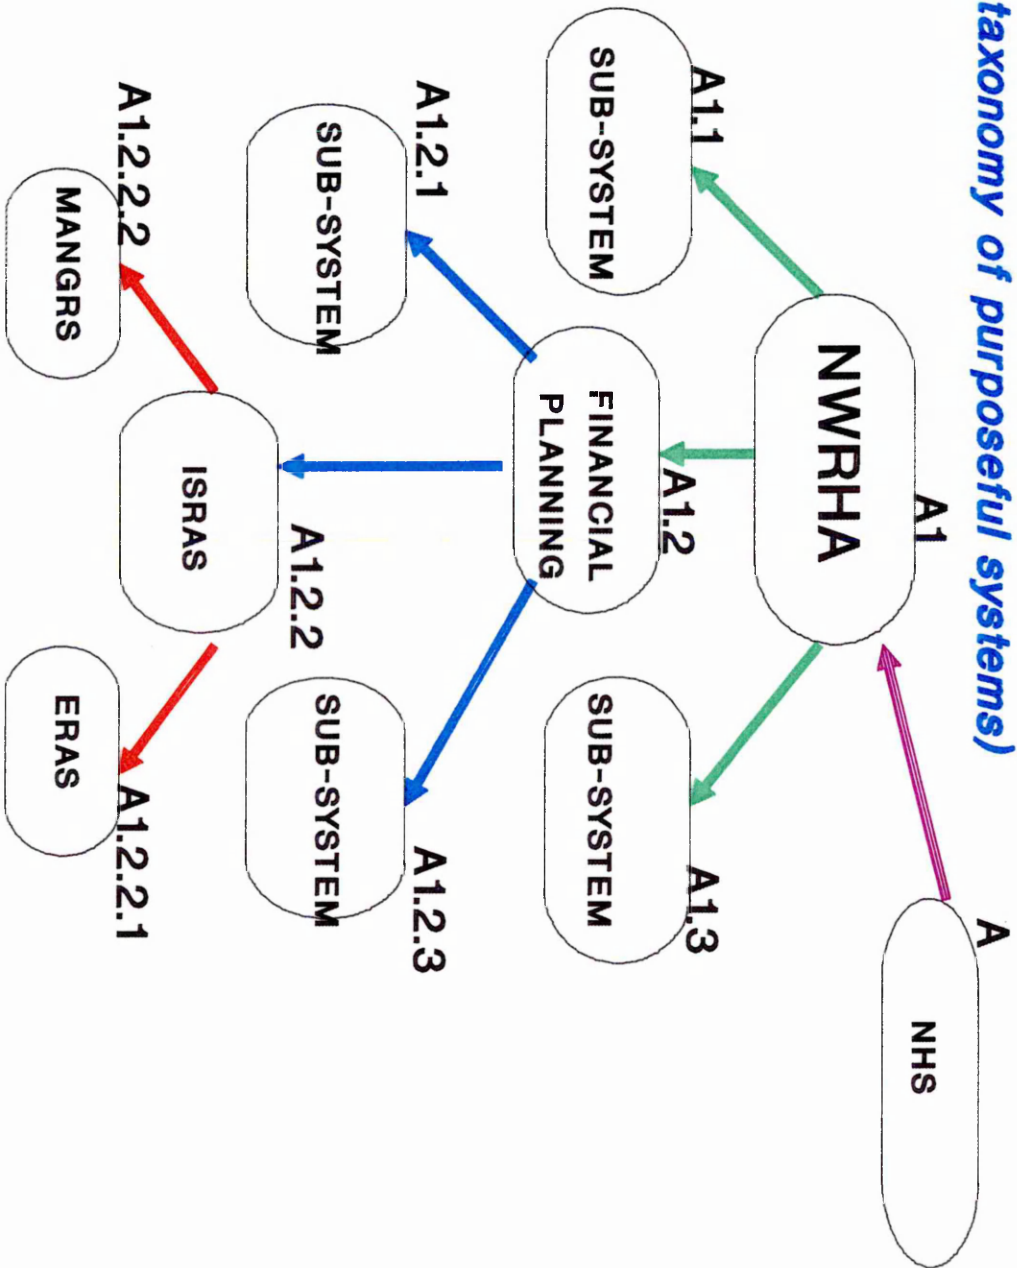 taxonomy of purposeful systems)
A
NHS
A1
NWRHA
A1.1
SUB-SYSTEM
A1.2
FINANCIAL
PLANNING
A1.3
SUB-SYSTEM
A1.2.1
SUB-SYSTEM
A1.2.2
ISRAS
A1.2.3
SUB-SYSTEM
A1.2.2.2
MANGRS
A1.2.2.1
ERAS